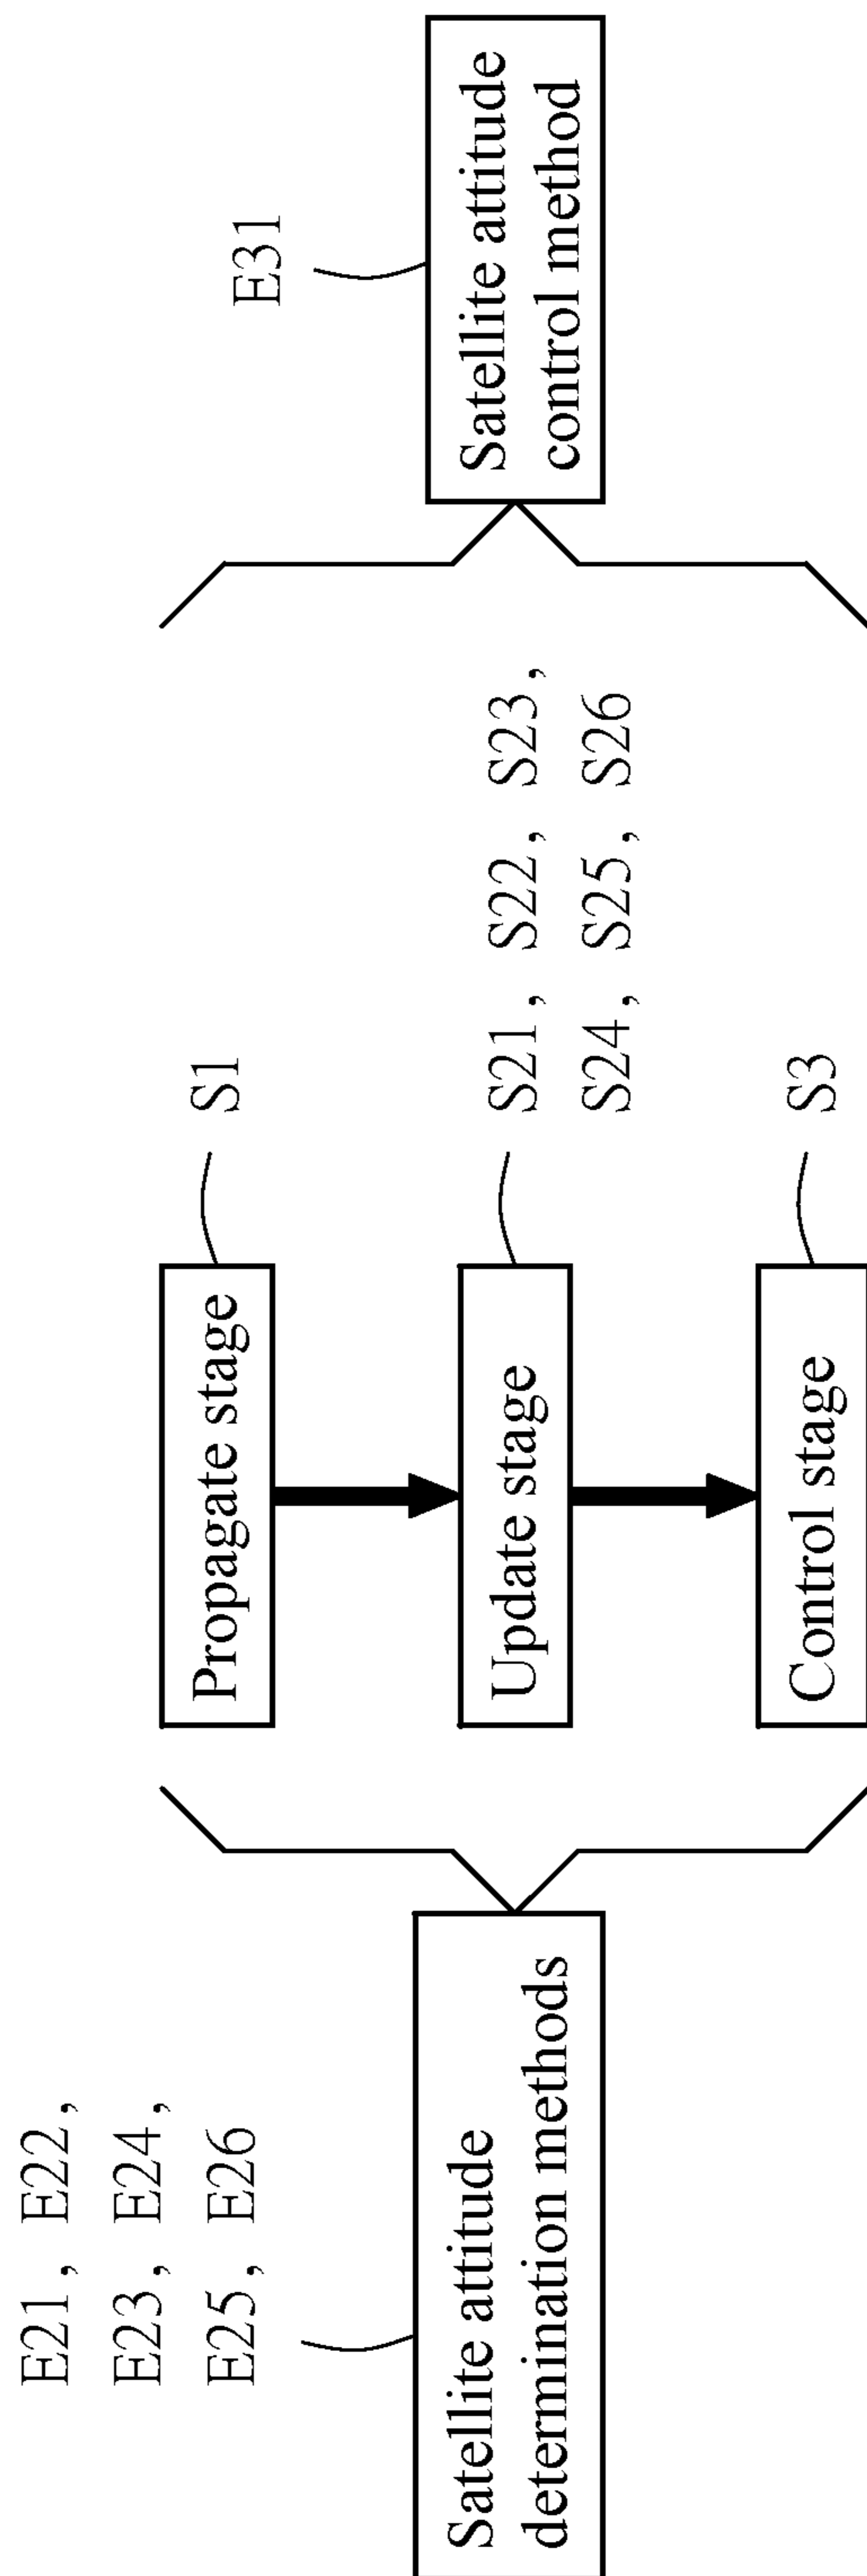 E21, E22,
E23, E24,
E25, E26
Satellite attitude
determination methods
Propagate stage
S1
Update stage
S21, S22, S23,
S24, S25, S26
Control stage
S3
E31
Satellite attitude
control method